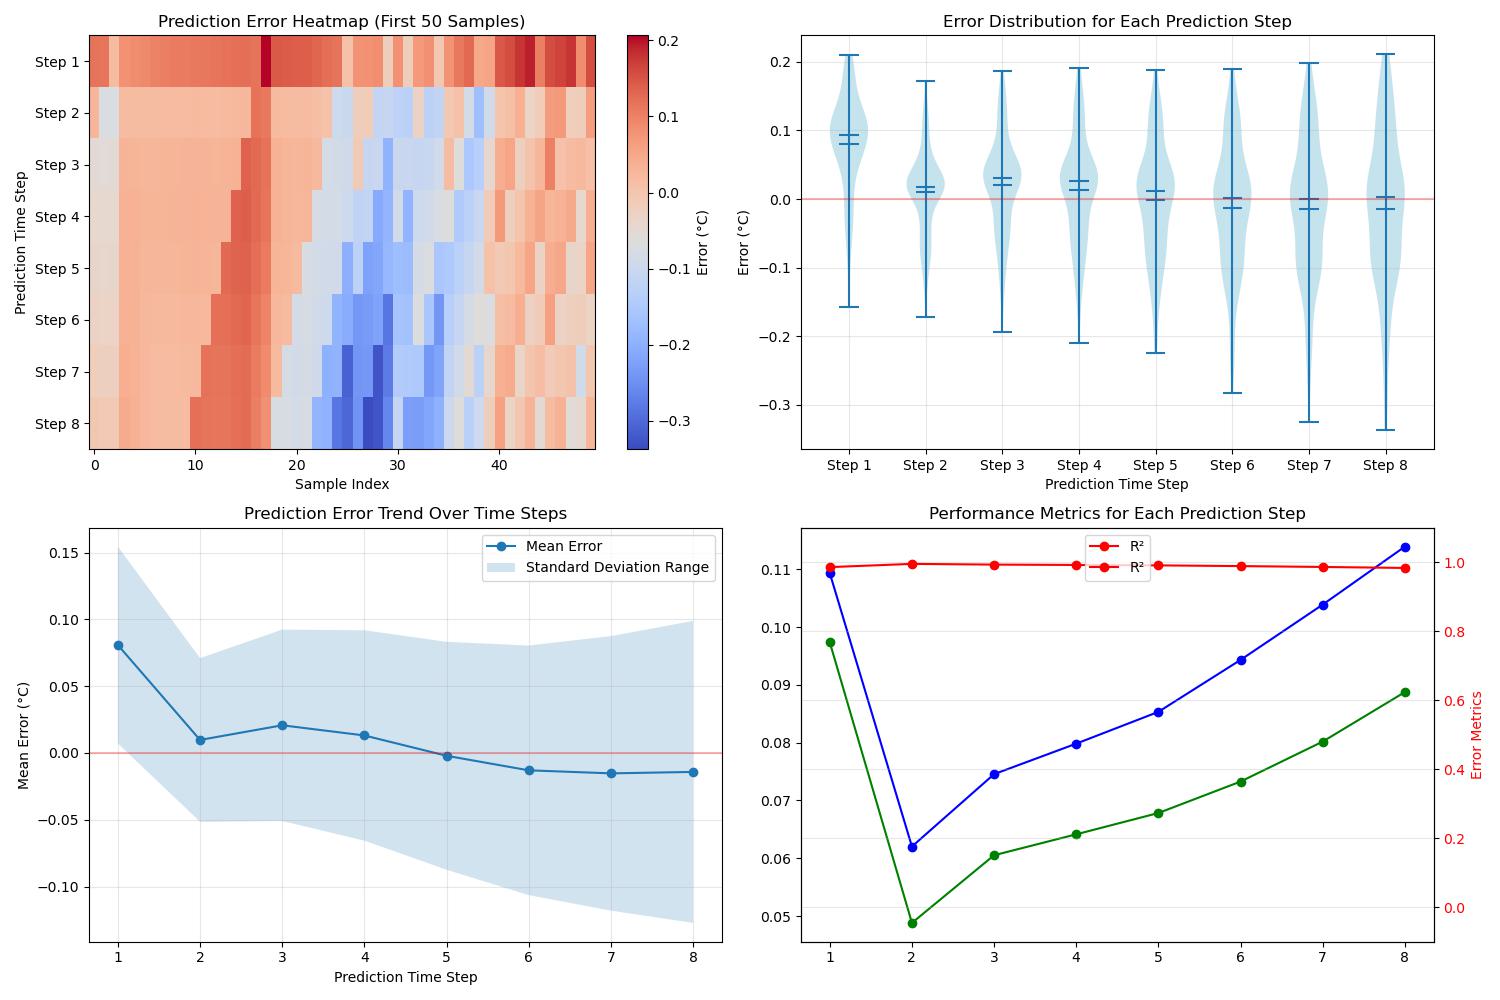 Prediction Error Heatmap (First 50 Samples)
Prediction Time Step
Step 1
Step 2
Step 3
Step 4
Step 5
Step 6
Step 7
Step 8
0
10
20
30
40
Sample Index
0.2
0.1
0.0
−0.1
−0.2
−0.3
Error (°C)
Error Distribution for Each Prediction Step
Error (°C)
0.2
0.1
0.0
−0.1
−0.2
−0.3
Step 1
Step 2
Step 3
Step 4
Step 5
Step 6
Step 7
Step 8
Prediction Time Step
Prediction Error Trend Over Time Steps
Mean Error
Standard Deviation Range
Mean Error (°C)
0.15
0.10
0.05
0.00
−0.05
−0.10
1
2
3
4
5
6
7
8
Prediction Time Step
Performance Metrics for Each Prediction Step
R²
R²
0.11
0.10
0.09
0.08
0.07
0.06
0.05
1.0
0.8
0.6
0.4
0.2
0.0
Error Metrics
1
2
3
4
5
6
7
8